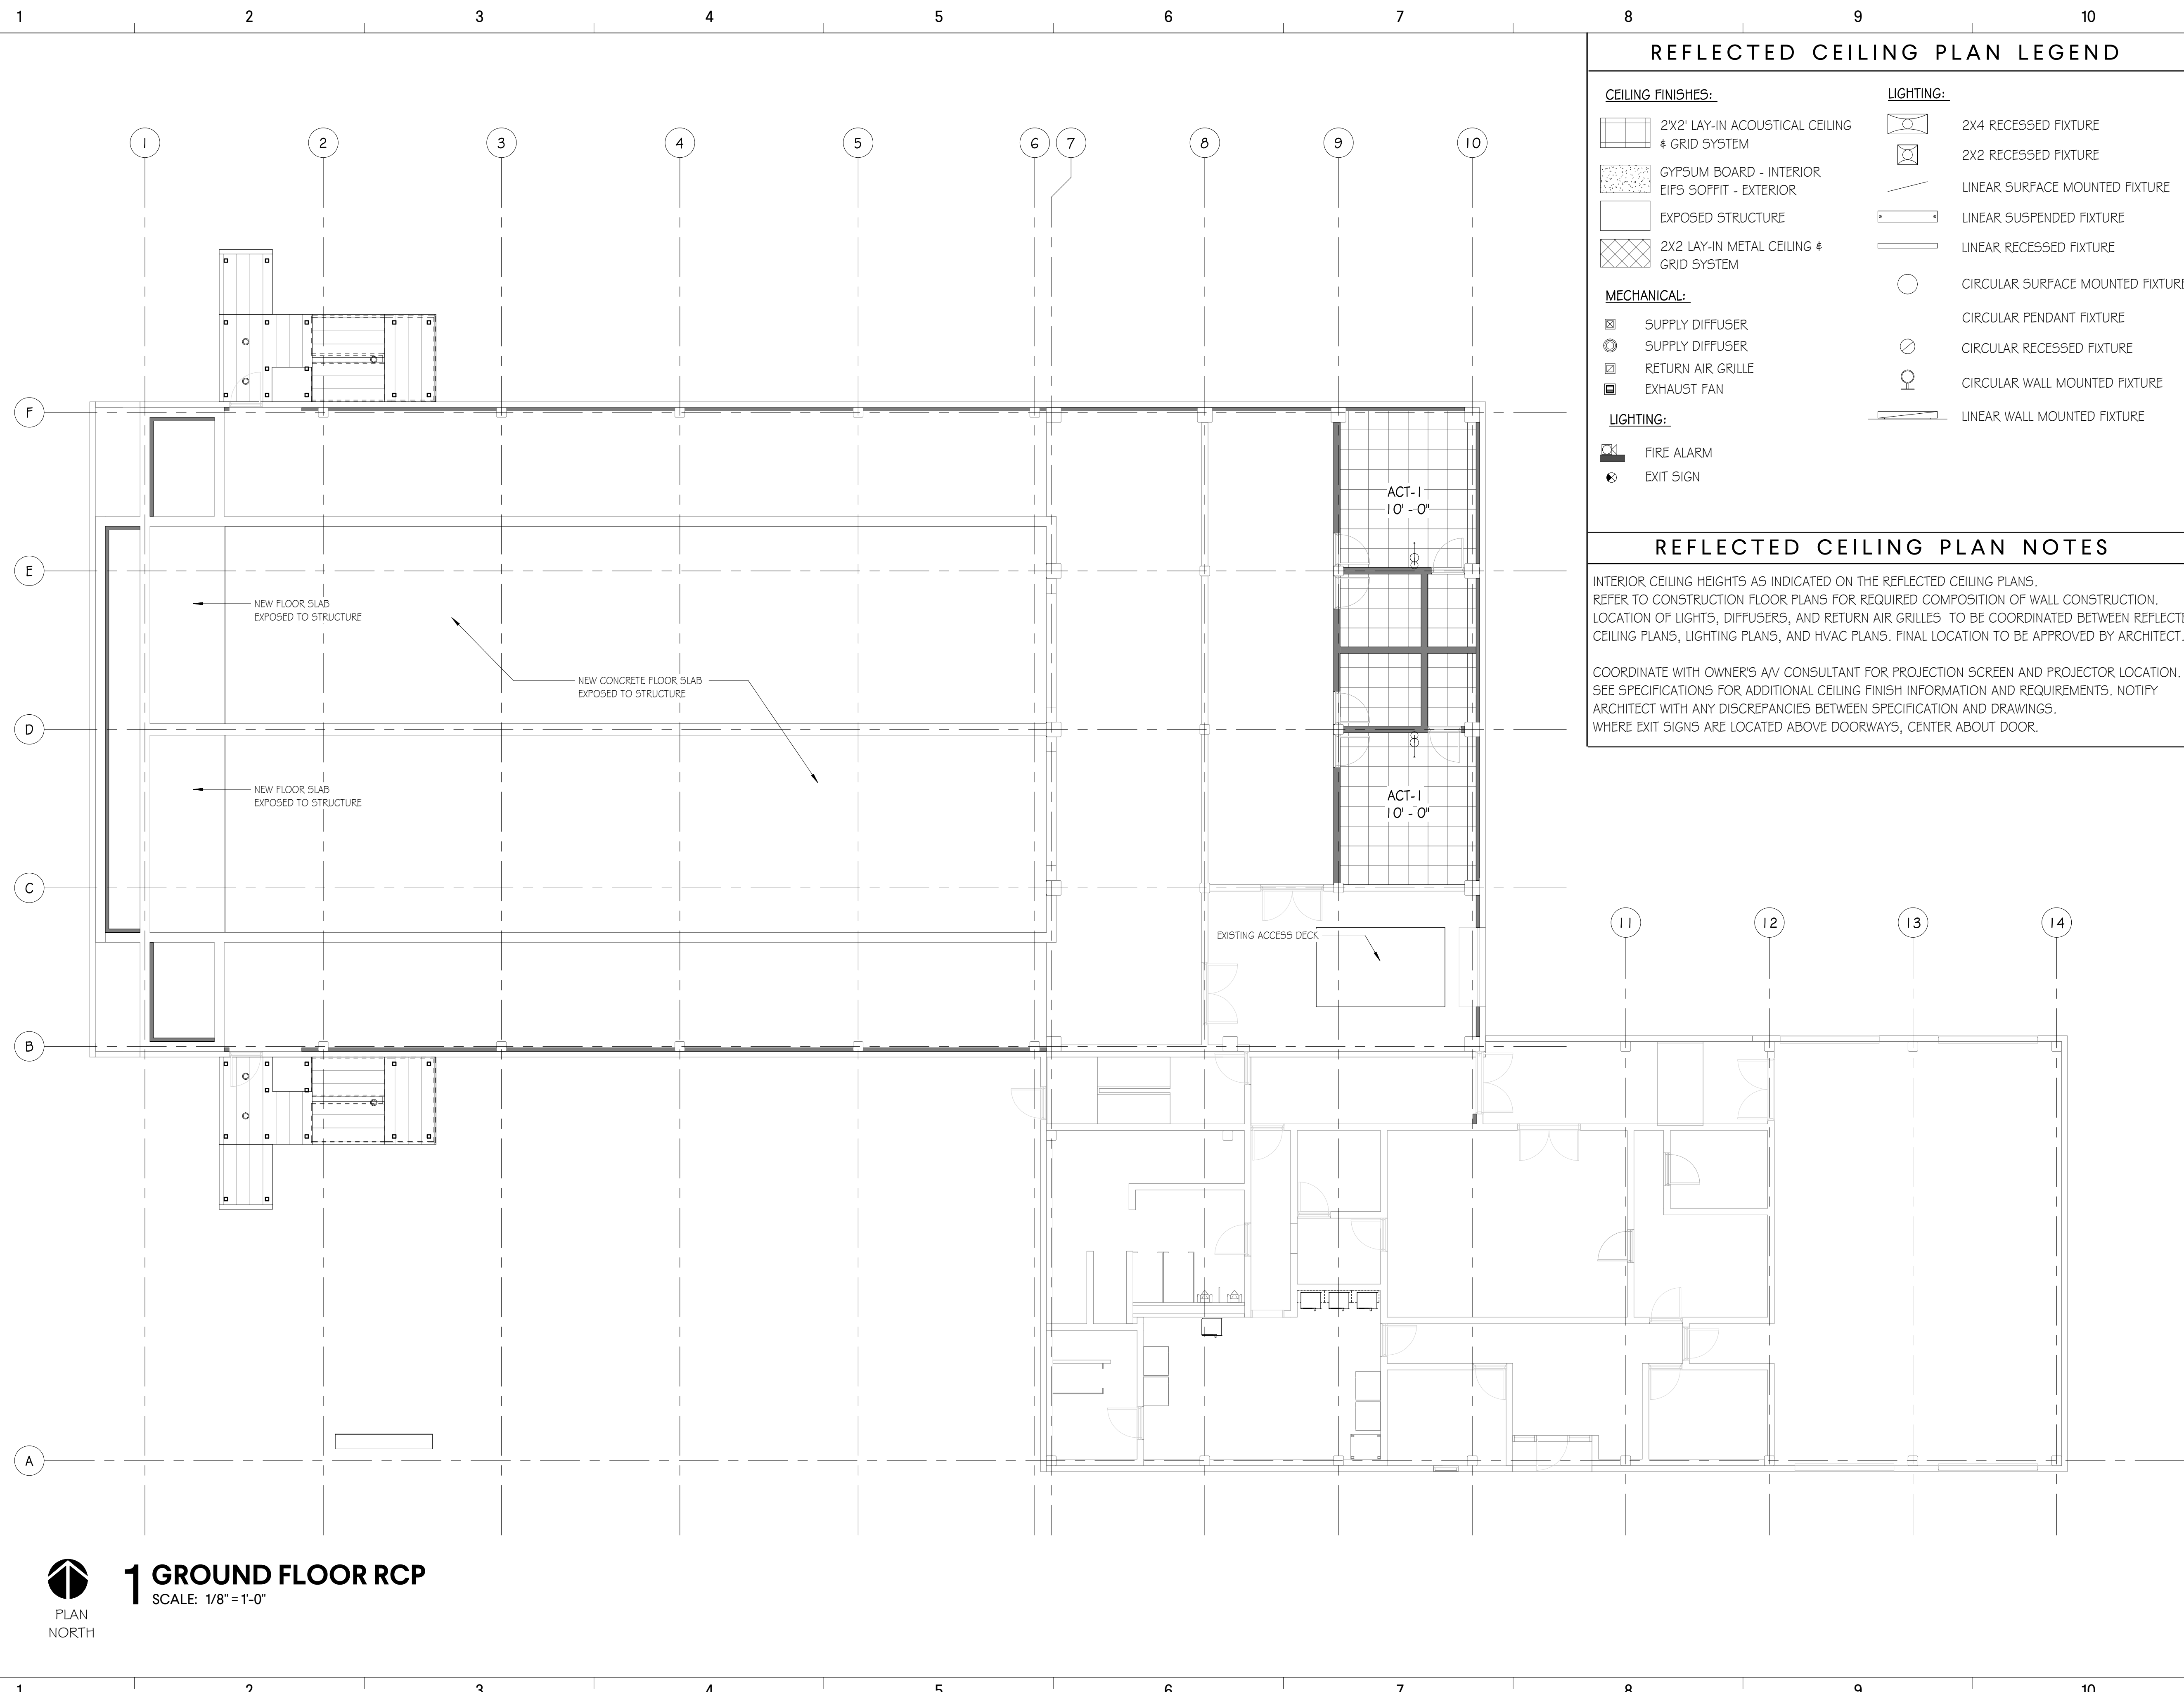 1 2 3 4 5 6 7 8 9 10
REFLECTED CEILING PLAN LEGEND
CEILING FINISHES:
2'X2' LAY-IN ACOUSTICAL CEILING
& GRID SYSTEM
GYPSUM BOARD - INTERIOR
EIFS SOFFIT - EXTERIOR
EXPOSED STRUCTURE
2X2 LAY-IN METAL CEILING &
GRID SYSTEM
MECHANICAL:
SUPPLY DIFFUSER
SUPPLY DIFFUSER
RETURN AIR GRILLE
EXHAUST FAN
LIGHTING:
FIRE ALARM
EXIT SIGN
LIGHTING:
2X4 RECESSED FIXTURE
2X2 RECESSED FIXTURE
LINEAR SURFACE MOUNTED FIXTURE
LINEAR SUSPENDED FIXTURE
LINEAR RECESSED FIXTURE
CIRCULAR SURFACE MOUNTED FIXTURE
CIRCULAR PENDANT FIXTURE
CIRCULAR RECESSED FIXTURE
CIRCULAR WALL MOUNTED FIXTURE
LINEAR WALL MOUNTED FIXTURE
REFLECTED CEILING PLAN NOTES
INTERIOR CEILING HEIGHTS AS INDICATED ON THE REFLECTED CEILING PLANS.
REFER TO CONSTRUCTION FLOOR PLANS FOR REQUIRED COMPOSITION OF WALL CONSTRUCTION.
LOCATION OF LIGHTS, DIFFUSERS, AND RETURN AIR GRILLES TO BE COORDINATED BETWEEN REFLECTE
CEILING PLANS, LIGHTING PLANS, AND HVAC PLANS. FINAL LOCATION TO BE APPROVED BY ARCHITECT.
COORDINATE WITH OWNER'S A/V CONSULTANT FOR PROJECTION SCREEN AND PROJECTOR LOCATION.
SEE SPECIFICATIONS FOR ADDITIONAL CEILING FINISH INFORMATION AND REQUIREMENTS. NOTIFY
ARCHITECT WITH ANY DISCREPANCIES BETWEEN SPECIFICATION AND DRAWINGS.
WHERE EXIT SIGNS ARE LOCATED ABOVE DOORWAYS, CENTER ABOUT DOOR.
1 2 3 4 5 6 7 8 9 10
F
ACT-1
10' - 0"
E
NEW FLOOR SLAB
EXPOSED TO STRUCTURE
NEW CONCRETE FLOOR SLAB
EXPOSED TO STRUCTURE
D
NEW FLOOR SLAB
EXPOSED TO STRUCTURE
ACT-1
10' - 0"
C
11 12 13 14
EXISTING ACCESS DECK
B
A
PLAN
NORTH
1 GROUND FLOOR RCP
SCALE: 1/8" = 1'-0"
1 2 3 4 5 6 7 8 9 10